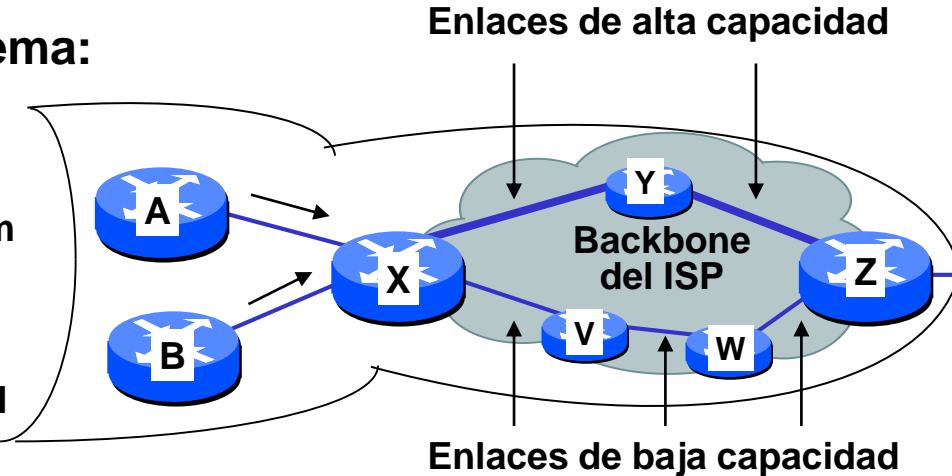 Enlaces de alta capacidad
ema:
A
Y
Backbone
del ISP
X
Z
V
W
B
Enlaces de baja capacidad